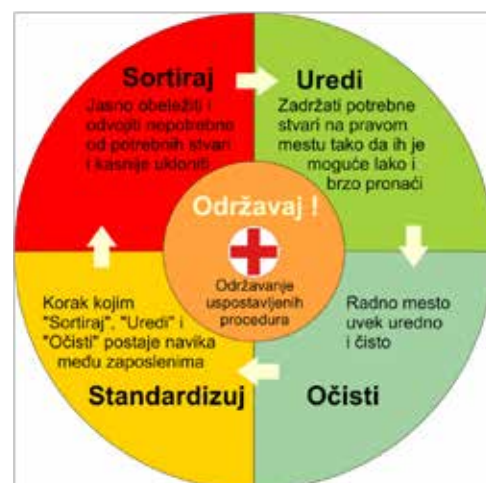 Sortiraj
Jasno obeležiti i
odvojti nepotrebne
od potrebnih stvari
i kasnije ukloniti
Uredi
Zadržati potrebne
stvari na pravom
mestu tako da ih je
moguće lako i
brzo pronaći
Održavaj !
Održavanje
uspostavljenih
procedura
Radno mesto
uvek uredno
i čisto
Očisti
Korak kojim
"Sortiraj", "Uredi" i
"Očisti" postaje navika
među zaposlenima
Standardizuj